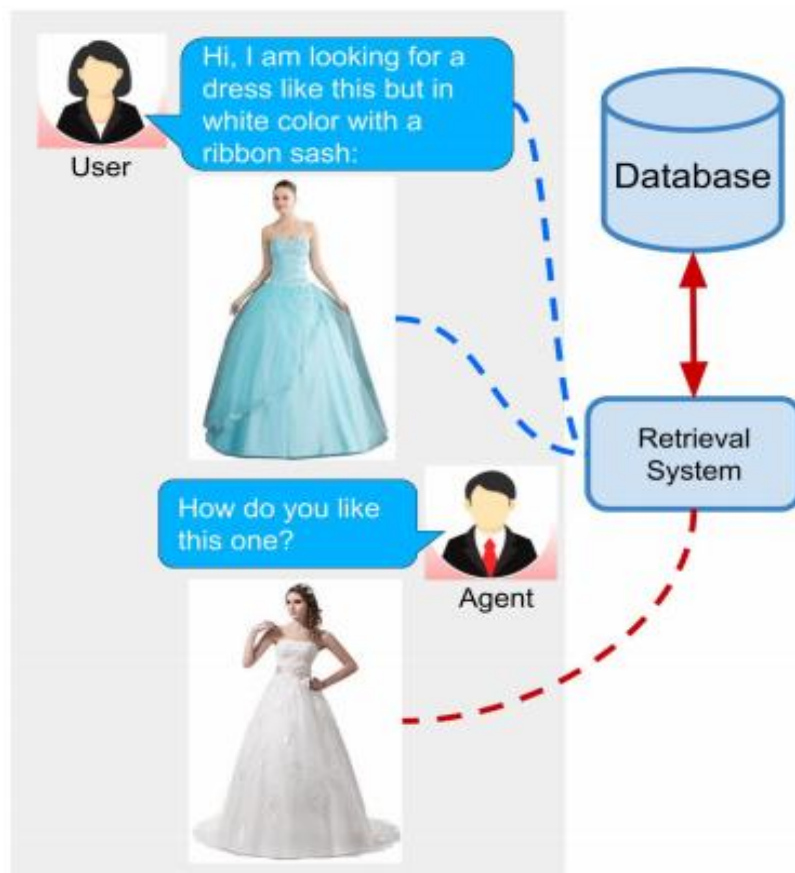 Hi, I am looking for a
dress like this but in
white color with a
ribbon sash:
User
Database
Retrieval
System
How do you like
this one?
Agent